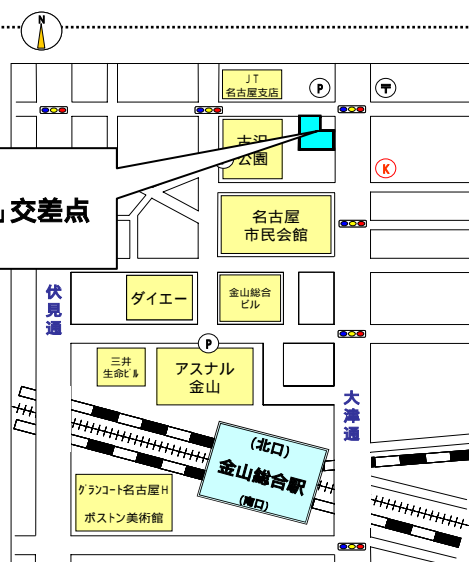 N
JT
名古屋支店
P
〒
古沢
公園
K
」交差点
名古屋
市民会館
伏見通
ダイエー
金山総合
ビル
P
三井
生命ビル
アスナル
金山
大津通
(北口)
金山総合駅
(南口)
グランコート名古屋H
ボストン美術館